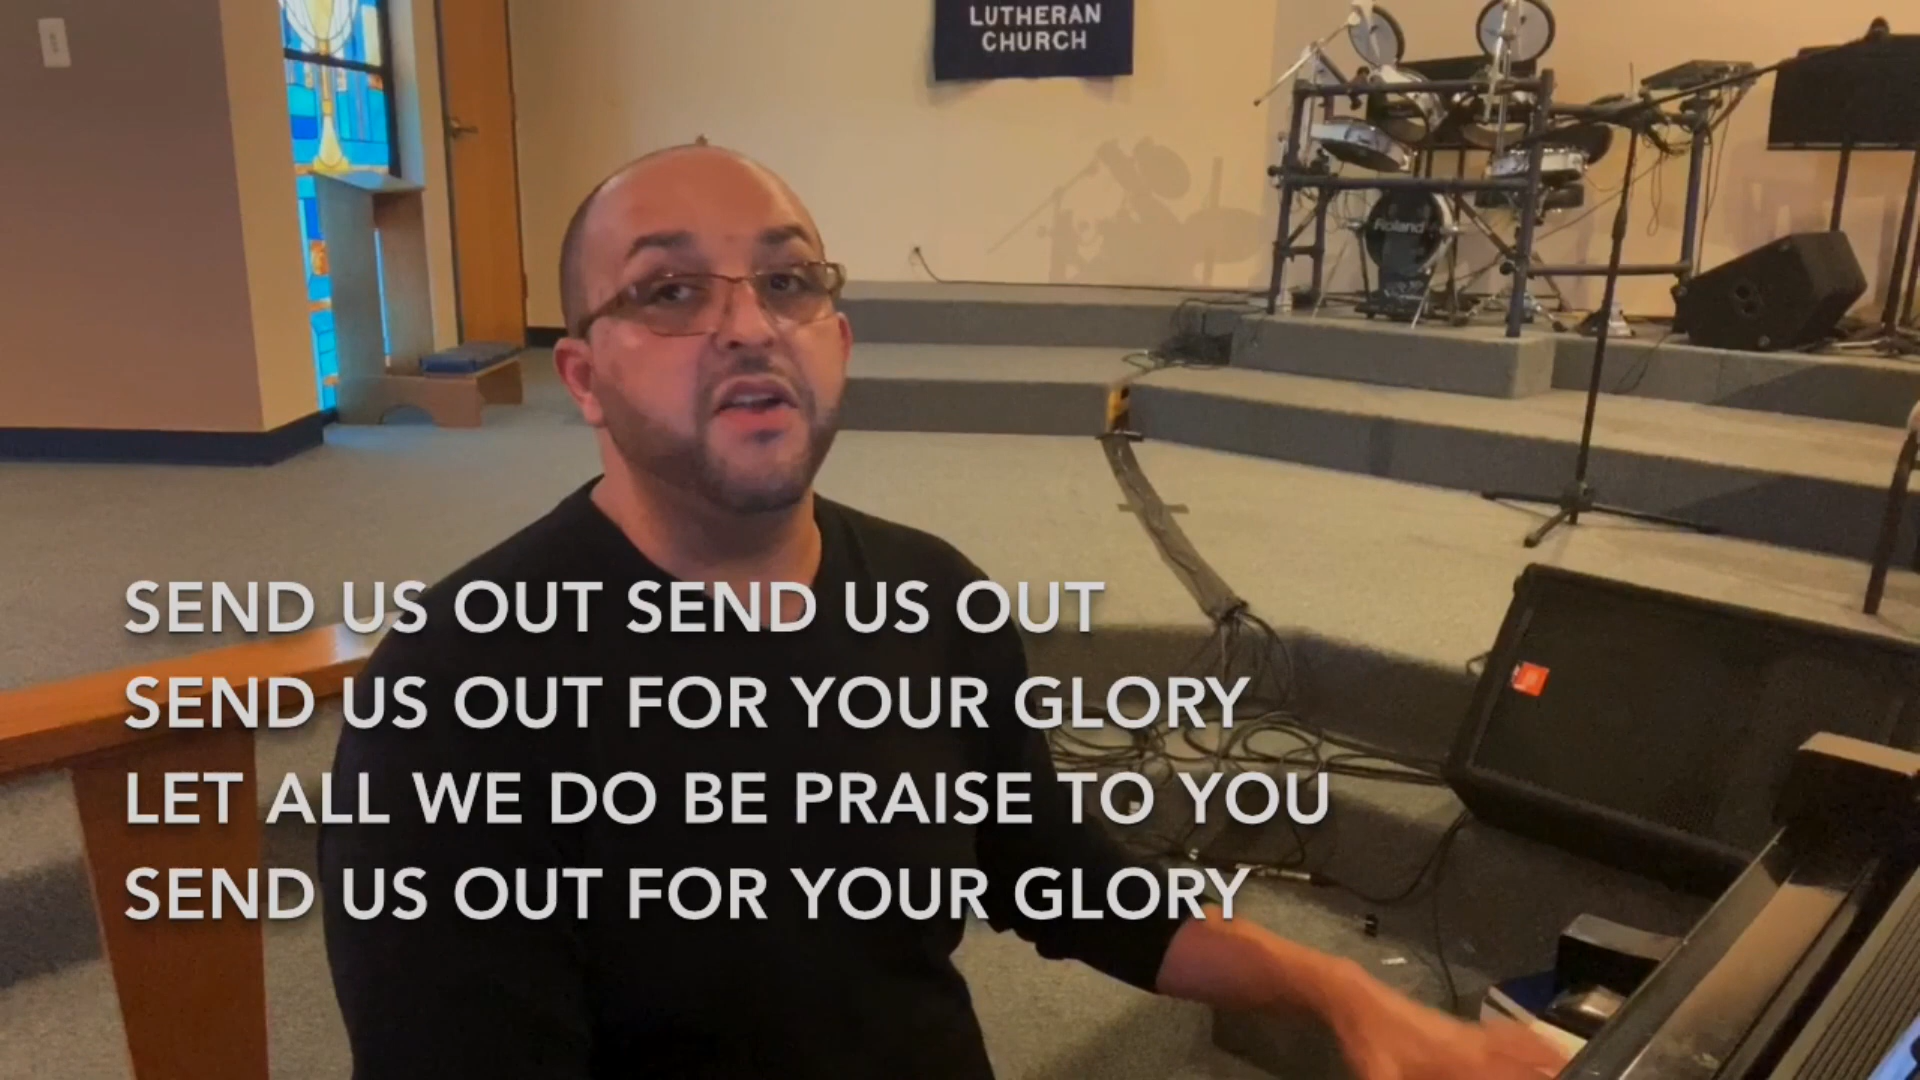 LUTHERAN
CHURCH
Roland
SEND US OUT SEND US OUT
SEND US OUT FOR YOUR GLORY
LET ALL WE DO BE PRAISE TO YOU
SEND US OUT FOR YOUR GLORY